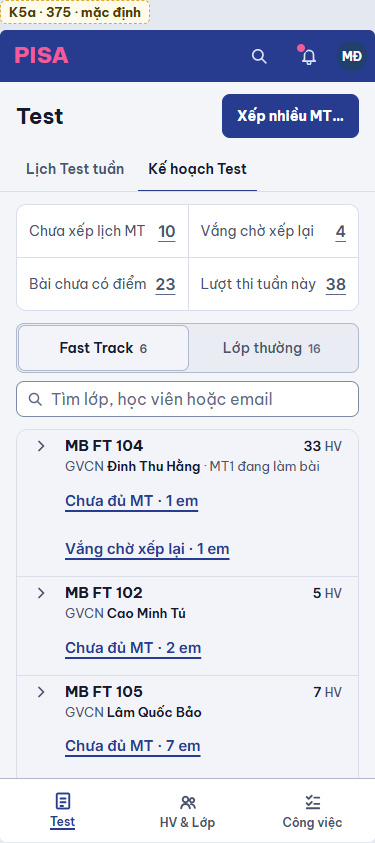 K5a · 375 · mặc định
PISA
MĐ
Test
Xếp nhiều MT...
Lịch Test tuần
Kế hoạch Test
Chưa xếp lịch MT 10
Vắng chờ xếp lại 4
Bài chưa có điểm 23
Lượt thi tuần này 38
Fast Track 6
Lớp thường 16
Tìm lớp, học viên hoặc email
MB FT 104 33 HV
GVCN Đinh Thu Hằng · MT1 đang làm bài
Chưa đủ MT · 1 em
Vắng chờ xếp lại · 1 em
MB FT 102 5 HV
GVCN Cao Minh Tú
Chưa đủ MT · 2 em
MB FT 105 7 HV
GVCN Lâm Quốc Bảo
Chưa đủ MT · 7 em
Test
HV & Lớp
Công việc